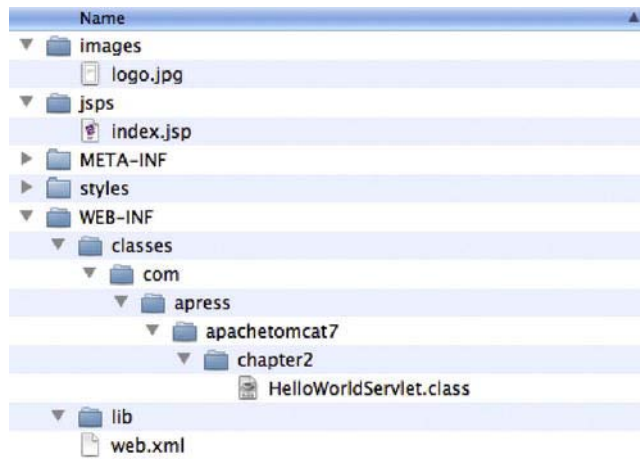 Name
images
logo.jpg
jsps
index.jsp
META-INF
styles
WEB-INF
classes
com
apress
apachetomcat7
chapter2
HelloWorldServlet.class
lib
web.xml